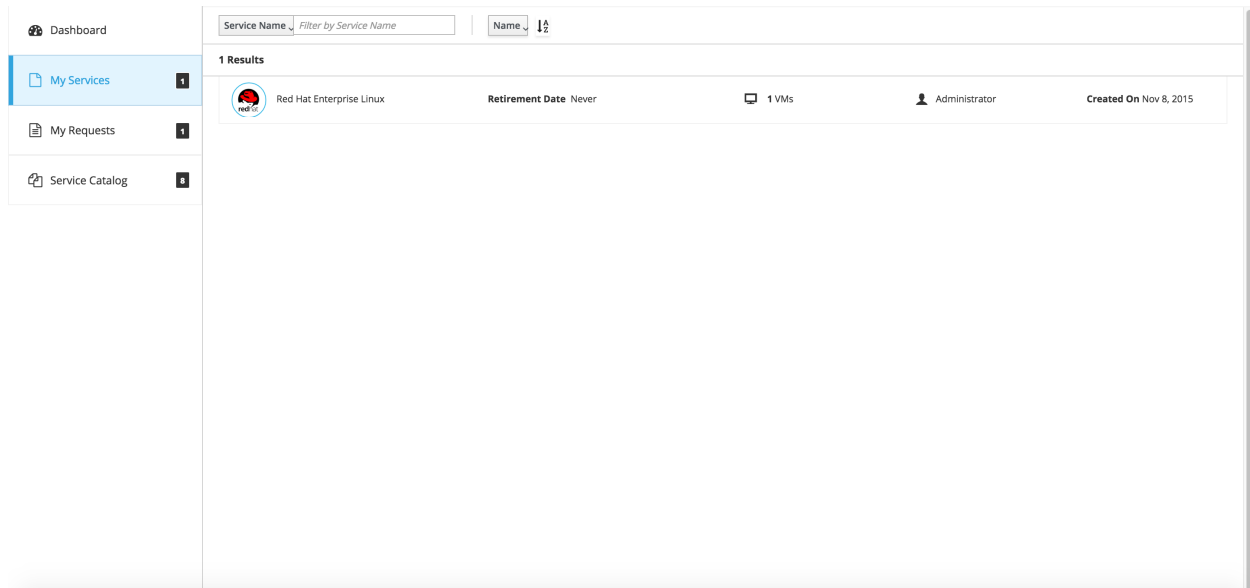 Dashboard
My Services 1
My Requests 1
Service Catalog 8
Service Name Filter by Service Name Name
1 Results
redhat Red Hat Enterprise Linux Retirement Date Never 1 VMs Administrator Created On Nov 8, 2015